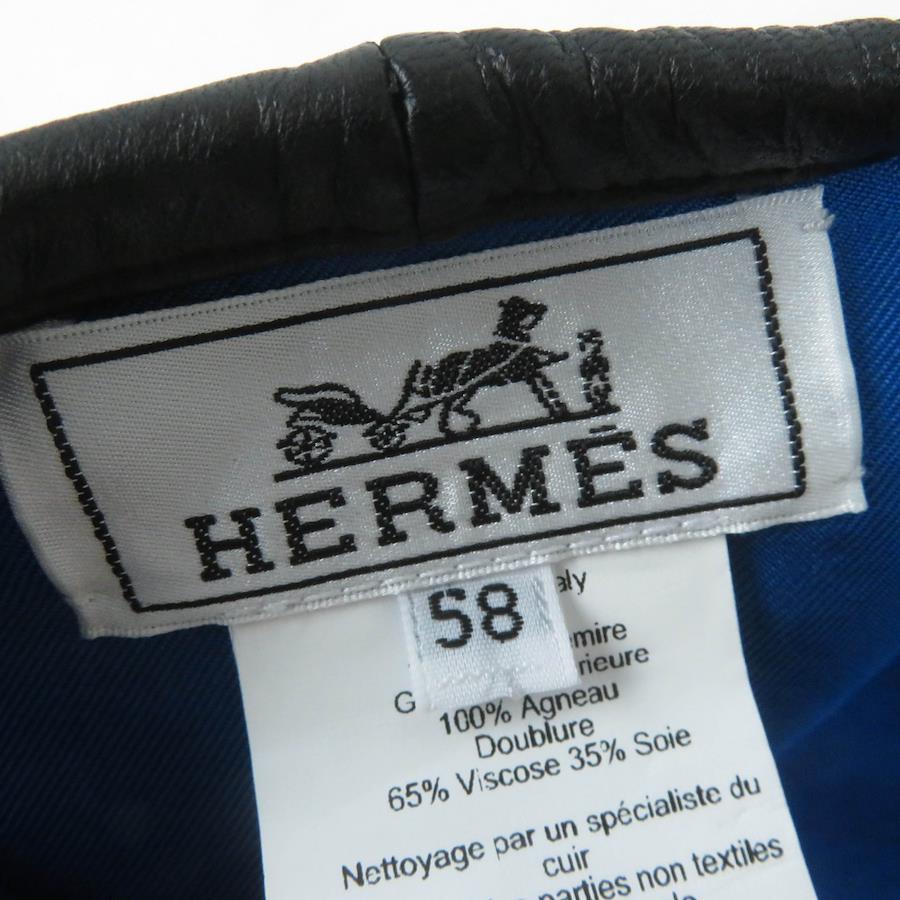 HERMÈS
58
aly
mire
rieure
G
100% Agneau
Doublure
65% Viscose 35% Soie
Nettoyage par un spécialiste du
cuir
parties non textiles